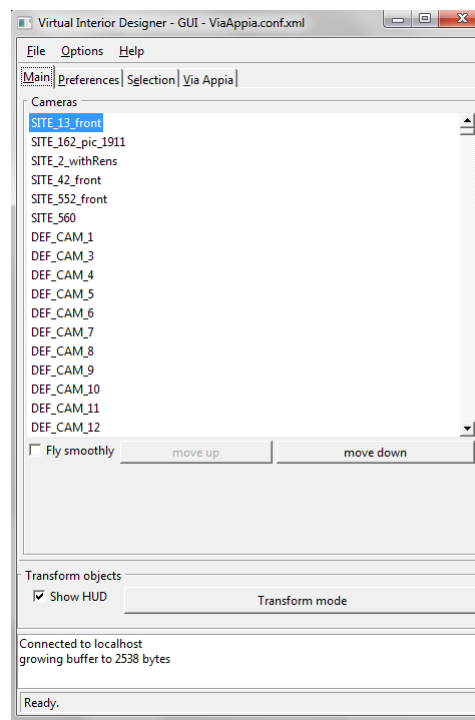 Virtual Interior Designer - GUI - ViaAppia.conf.xml
File Options Help
Main Preferences Selection Via Appia
Cameras
SITE_13_front
SITE_162_pic_1911
SITE_2_withRens
SITE_42_front
SITE_552_front
SITE_560
DEF_CAM_1
DEF_CAM_3
DEF_CAM_4
DEF_CAM_5
DEF_CAM_6
DEF_CAM_7
DEF_CAM_8
DEF_CAM_9
DEF_CAM_10
DEF_CAM_11
DEF_CAM_12
Fly smoothly move up move down
Transform objects
Show HUD Transform mode
Connected to localhost
growing buffer to 2538 bytes
Ready.